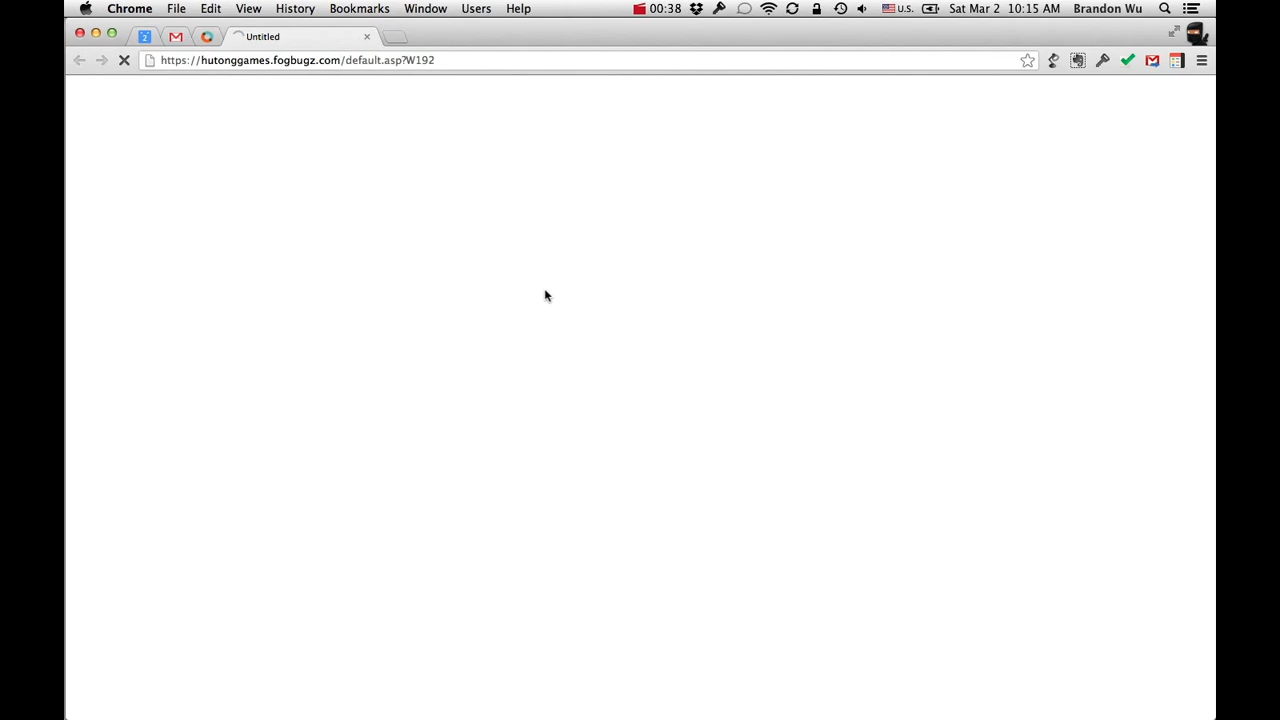 Chrome File Edit View History Bookmarks Window Users Help 00:38 U.S. Sat Mar 2 10:15 AM Brandon Wu
2 Untitled
https://hutonggames.fogbugz.com/default.asp?W192